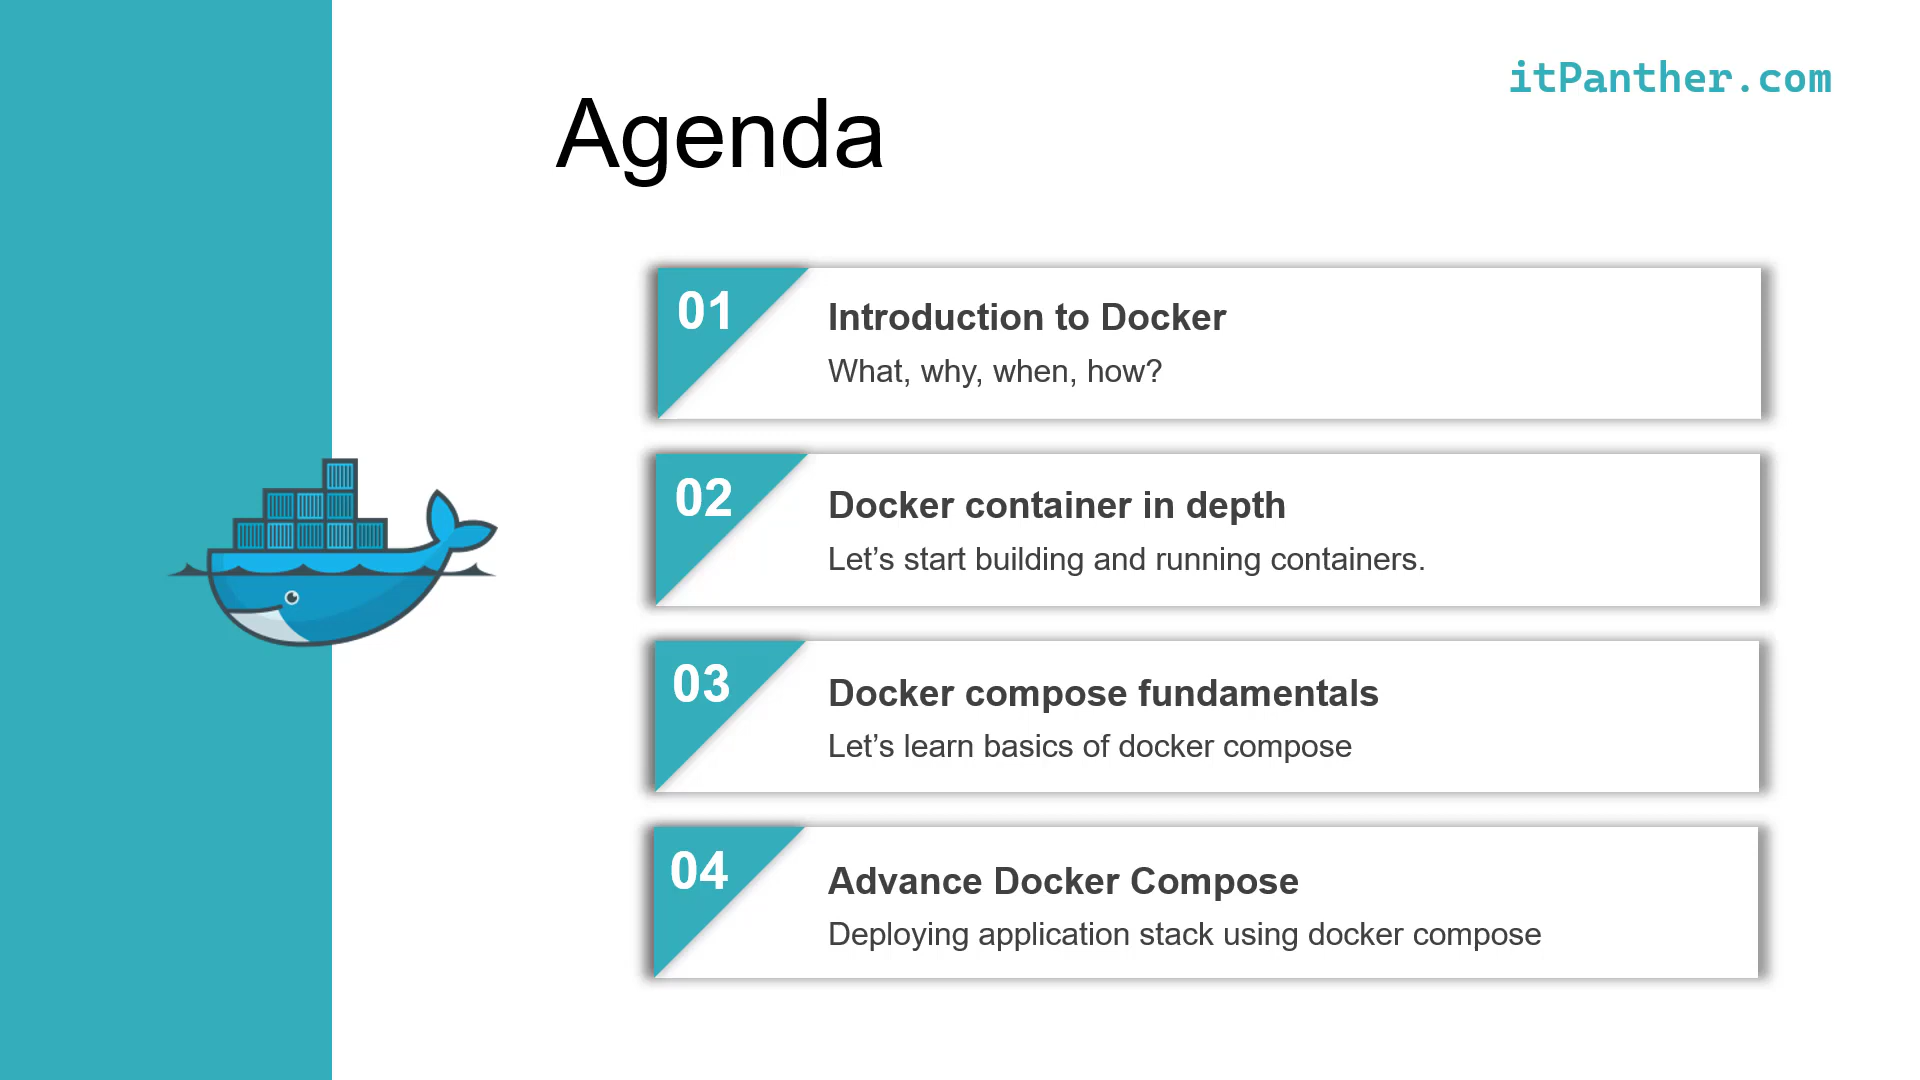 itPanther.com
Agenda
01
Introduction to Docker
What, why, when, how?
02
Docker container in depth
Let’s start building and running containers.
03
Docker compose fundamentals
Let’s learn basics of docker compose
04
Advance Docker Compose
Deploying application stack using docker compose